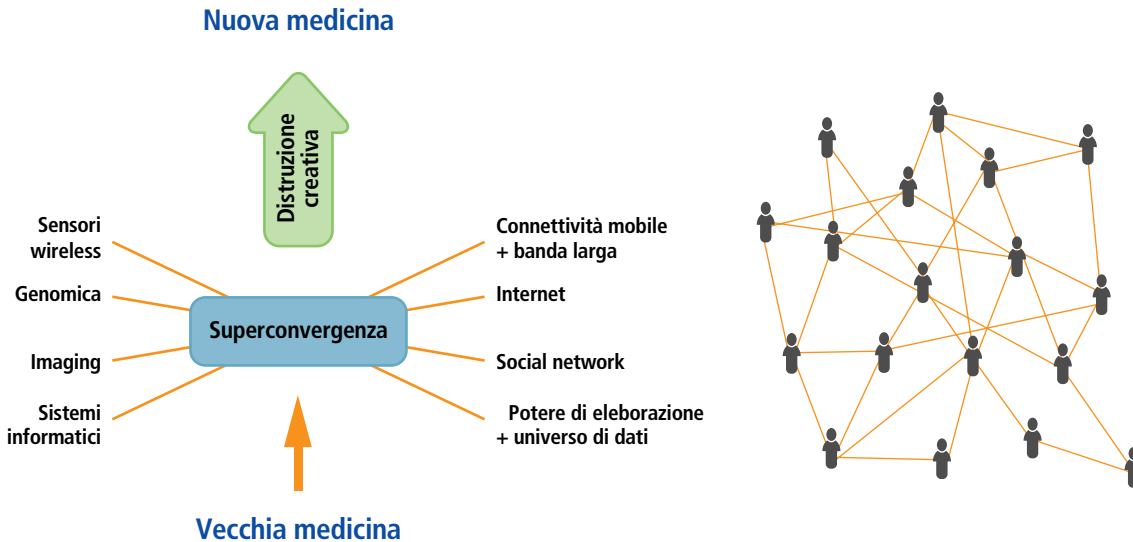 Nuova medicina
Distruzione
creativa
Sensori
wireless
Genomica
Imaging
Sistemi
informatici
Superconvergenza
Connettività mobile
+ banda larga
Internet
Social network
Potere di eleborazione
+ universo di dati
Vecchia medicina